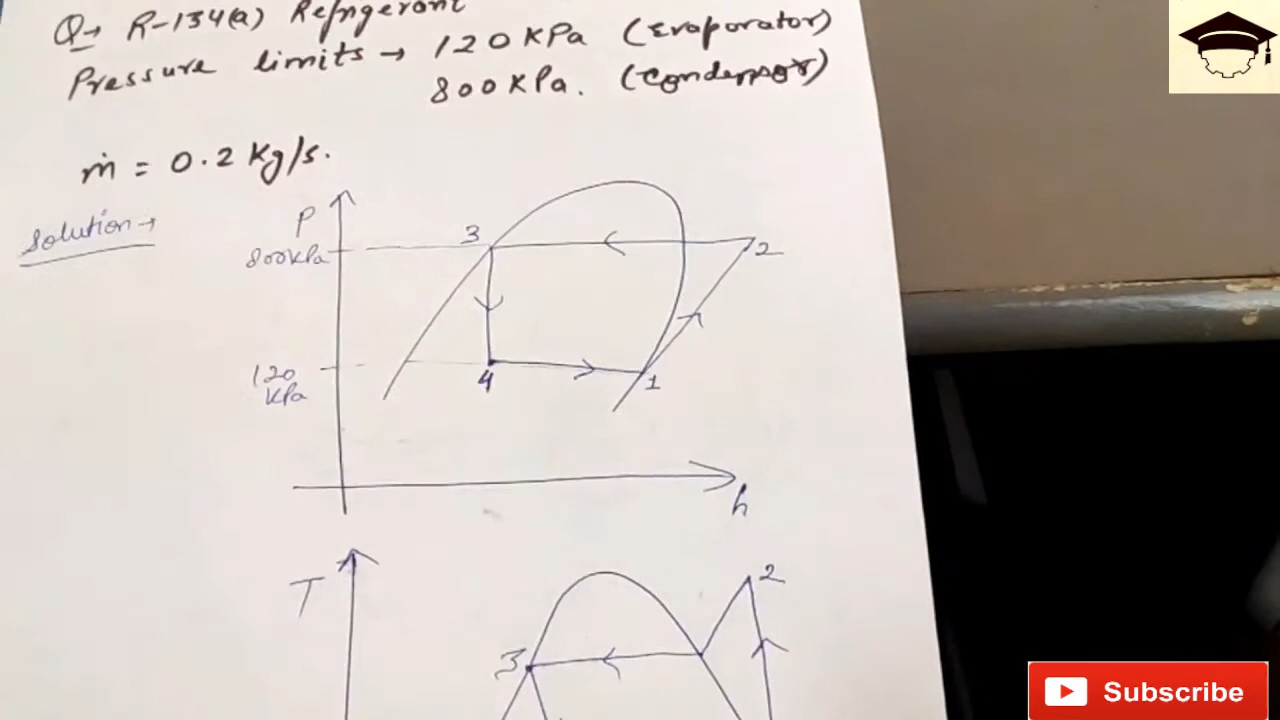 Q→ R-134(a) Refrigerant
Pressure limits → 120 KPa (Evaporator)
800 KPa. (Condensor)
ṁ = 0.2 Kg/s.
Solution →
P
3
800kPa
2
120
KPa
4
1
h
T
2
3
Subscribe